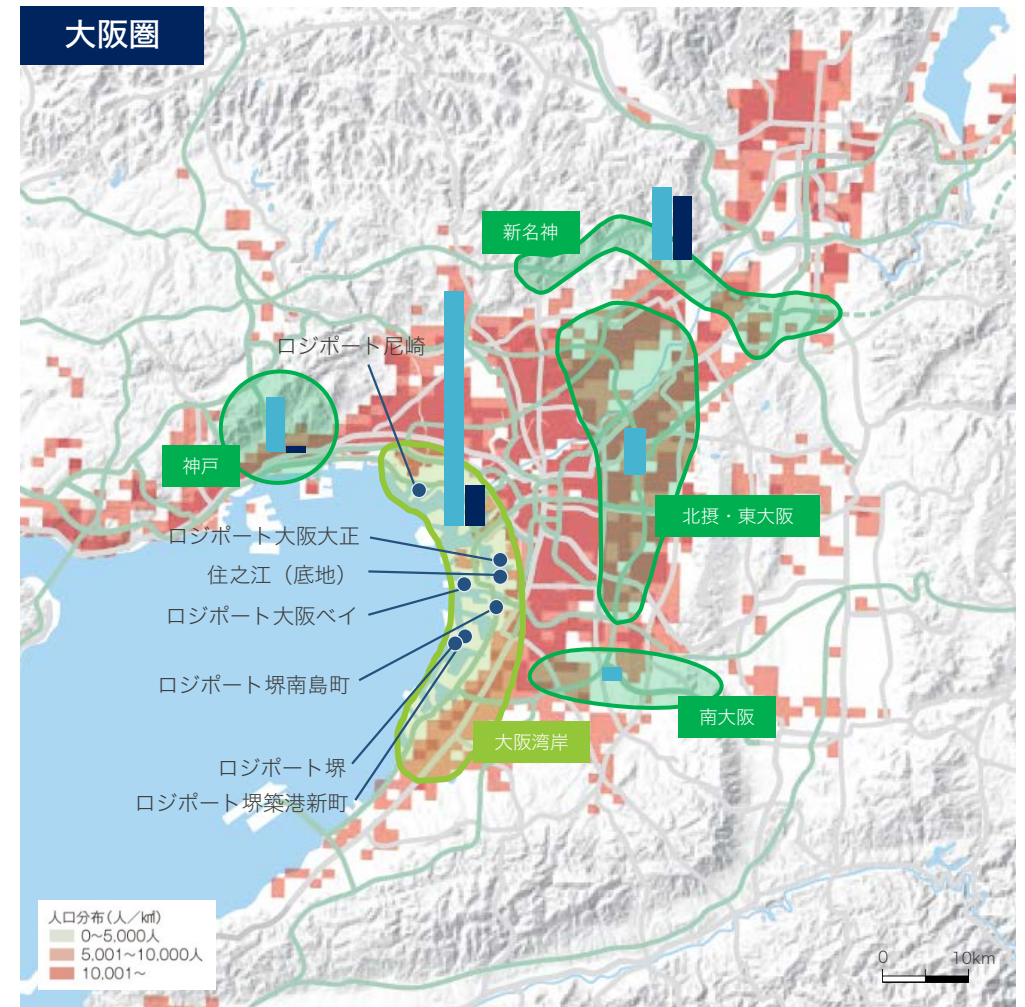 大阪圏
新名神
ロジポート尼崎
神戸
北摂・東大阪
ロジポート大阪大正
住之江（底地）
ロジポート大阪ベイ
ロジポート堺南島町
南大阪
大阪湾岸
ロジポート堺
ロジポート堺築港新町
人口分布(人/㎢)
0~5,000人
5,001~10,000人
10,001~
0 10km